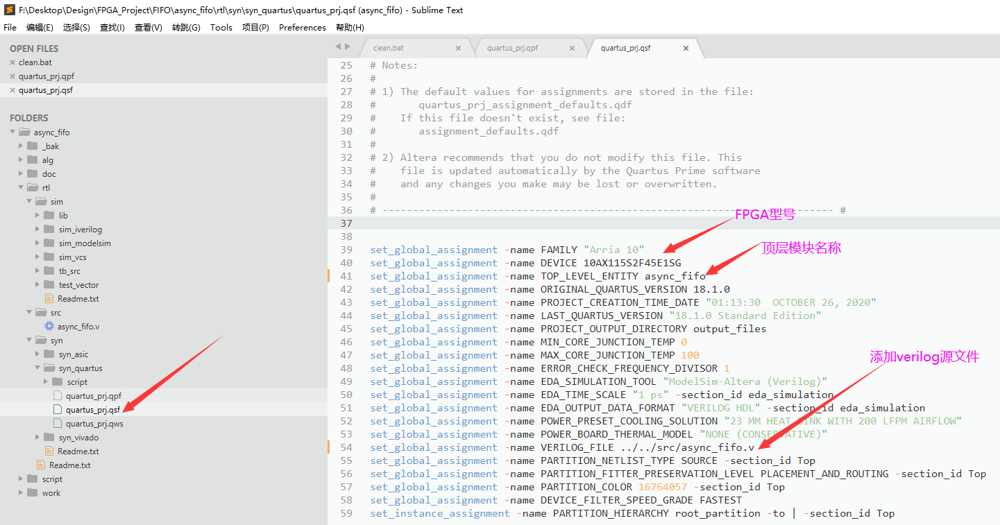 F:\Desktop\Design\FPGA_Project\FIFO\async_fifo\rtl\syn\syn_quartus\quartus_prj.qsf (async_fifo) - Sublime Text
File 编辑(E) 选择(S) 查找(I) 查看(V) 转跳(G) Tools 项目(P) Preferences 帮助(H)
OPEN FILES
clean.bat
quartus_prj.qpf
quartus_prj.qsf
FOLDERS
async_fifo
_bak
alg
doc
rtl
sim
lib
sim_iverilog
sim_modelsim
sim_vcs
tb_src
test_vector
Readme.txt
src
async_fifo.v
syn
syn_asic
syn_quartus
script
quartus_prj.qpf
quartus_prj.qsf
quartus_prj.qws
syn_vivado
Readme.txt
Readme.txt
script
work
clean.bat quartus_prj.qpf quartus_prj.qsf
25 # Notes:
26 #
27 # 1) The default values for assignments are stored in the file:
28 #       quartus_prj_assignment_defaults.qdf
29 #    If this file doesn't exist, see file:
30 #       assignment_defaults.qdf
31 #
32 # 2) Altera recommends that you do not modify this file. This
33 #    file is updated automatically by the Quartus Prime software
34 #    and any changes you make may be lost or overwritten.
35 #
36 # -------------------------------------------------------------------------- #
FPGA型号
37
38
顶层模块名称
39 set_global_assignment -name FAMILY "Arria 10"
40 set_global_assignment -name DEVICE 10AX115S2F45E1SG
41 set_global_assignment -name TOP_LEVEL_ENTITY async_fifo
42 set_global_assignment -name ORIGINAL_QUARTUS_VERSION 18.1.0
43 set_global_assignment -name PROJECT_CREATION_TIME_DATE "01:13:30  OCTOBER 26, 2020"
44 set_global_assignment -name LAST_QUARTUS_VERSION "18.1.0 Standard Edition"
45 set_global_assignment -name PROJECT_OUTPUT_DIRECTORY output_files
46 set_global_assignment -name MIN_CORE_JUNCTION_TEMP 0
47 set_global_assignment -name MAX_CORE_JUNCTION_TEMP 100
添加verilog源文件
48 set_global_assignment -name ERROR_CHECK_FREQUENCY_DIVISOR 1
49 set_global_assignment -name EDA_SIMULATION_TOOL "ModelSim-Altera (Verilog)"
50 set_global_assignment -name EDA_TIME_SCALE "1 ps" -section_id eda_simulation
51 set_global_assignment -name EDA_OUTPUT_DATA_FORMAT "VERILOG HDL" -section_id eda_simulation
52 set_global_assignment -name POWER_PRESET_COOLING_SOLUTION "23 MM HEAT SINK WITH 200 LFPM AIRFLOW"
53 set_global_assignment -name POWER_BOARD_THERMAL_MODEL "NONE (CONSERVATIVE)"
54 set_global_assignment -name VERILOG_FILE ../../src/async_fifo.v
55 set_global_assignment -name PARTITION_NETLIST_TYPE SOURCE -section_id Top
56 set_global_assignment -name PARTITION_FITTER_PRESERVATION_LEVEL PLACEMENT_AND_ROUTING -section_id Top
57 set_global_assignment -name PARTITION_COLOR 16764057 -section_id Top
58 set_global_assignment -name DEVICE_FILTER_SPEED_GRADE FASTEST
59 set_instance_assignment -name PARTITION_HIERARCHY root_partition -to | -section_id Top